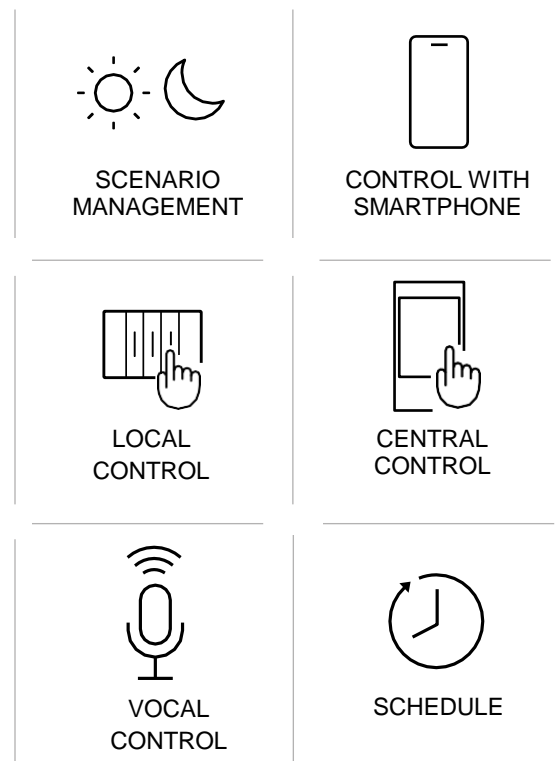 SCENARIO
MANAGEMENT
CONTROL WITH
SMARTPHONE
LOCAL
CONTROL
CENTRAL
CONTROL
VOCAL
CONTROL
SCHEDULE